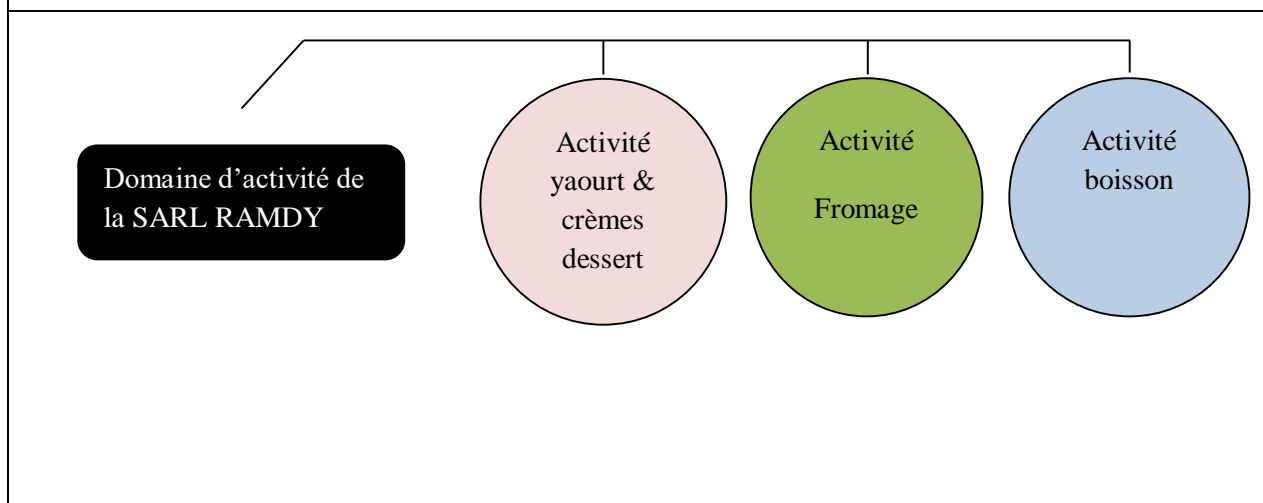 Domaine d’activité de
la SARL RAMDY
Activité
yaourt &
crèmes
dessert
Activité
Fromage
Activité
boisson